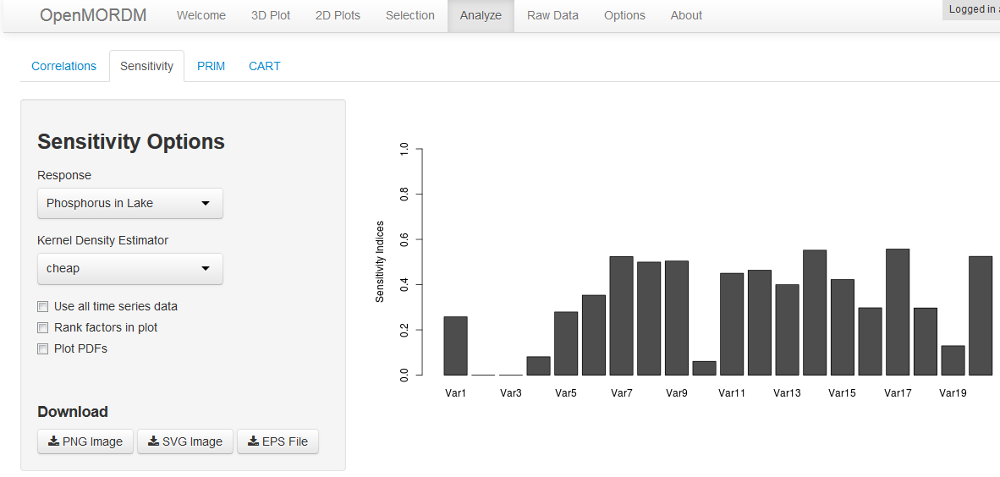 OpenMORDM Welcome 3D Plot 2D Plots Selection Analyze Raw Data Options About Logged in
Correlations Sensitivity PRIM CART
Sensitivity Options
Response
Phosphorus in Lake
Kernel Density Estimator
cheap
Use all time series data
Rank factors in plot
Plot PDFs
Download
PNG Image SVG Image EPS File
Sensitivity Indices
1.0
0.8
0.6
0.4
0.2
0.0
Var1 Var3 Var5 Var7 Var9 Var11 Var13 Var15 Var17 Var19